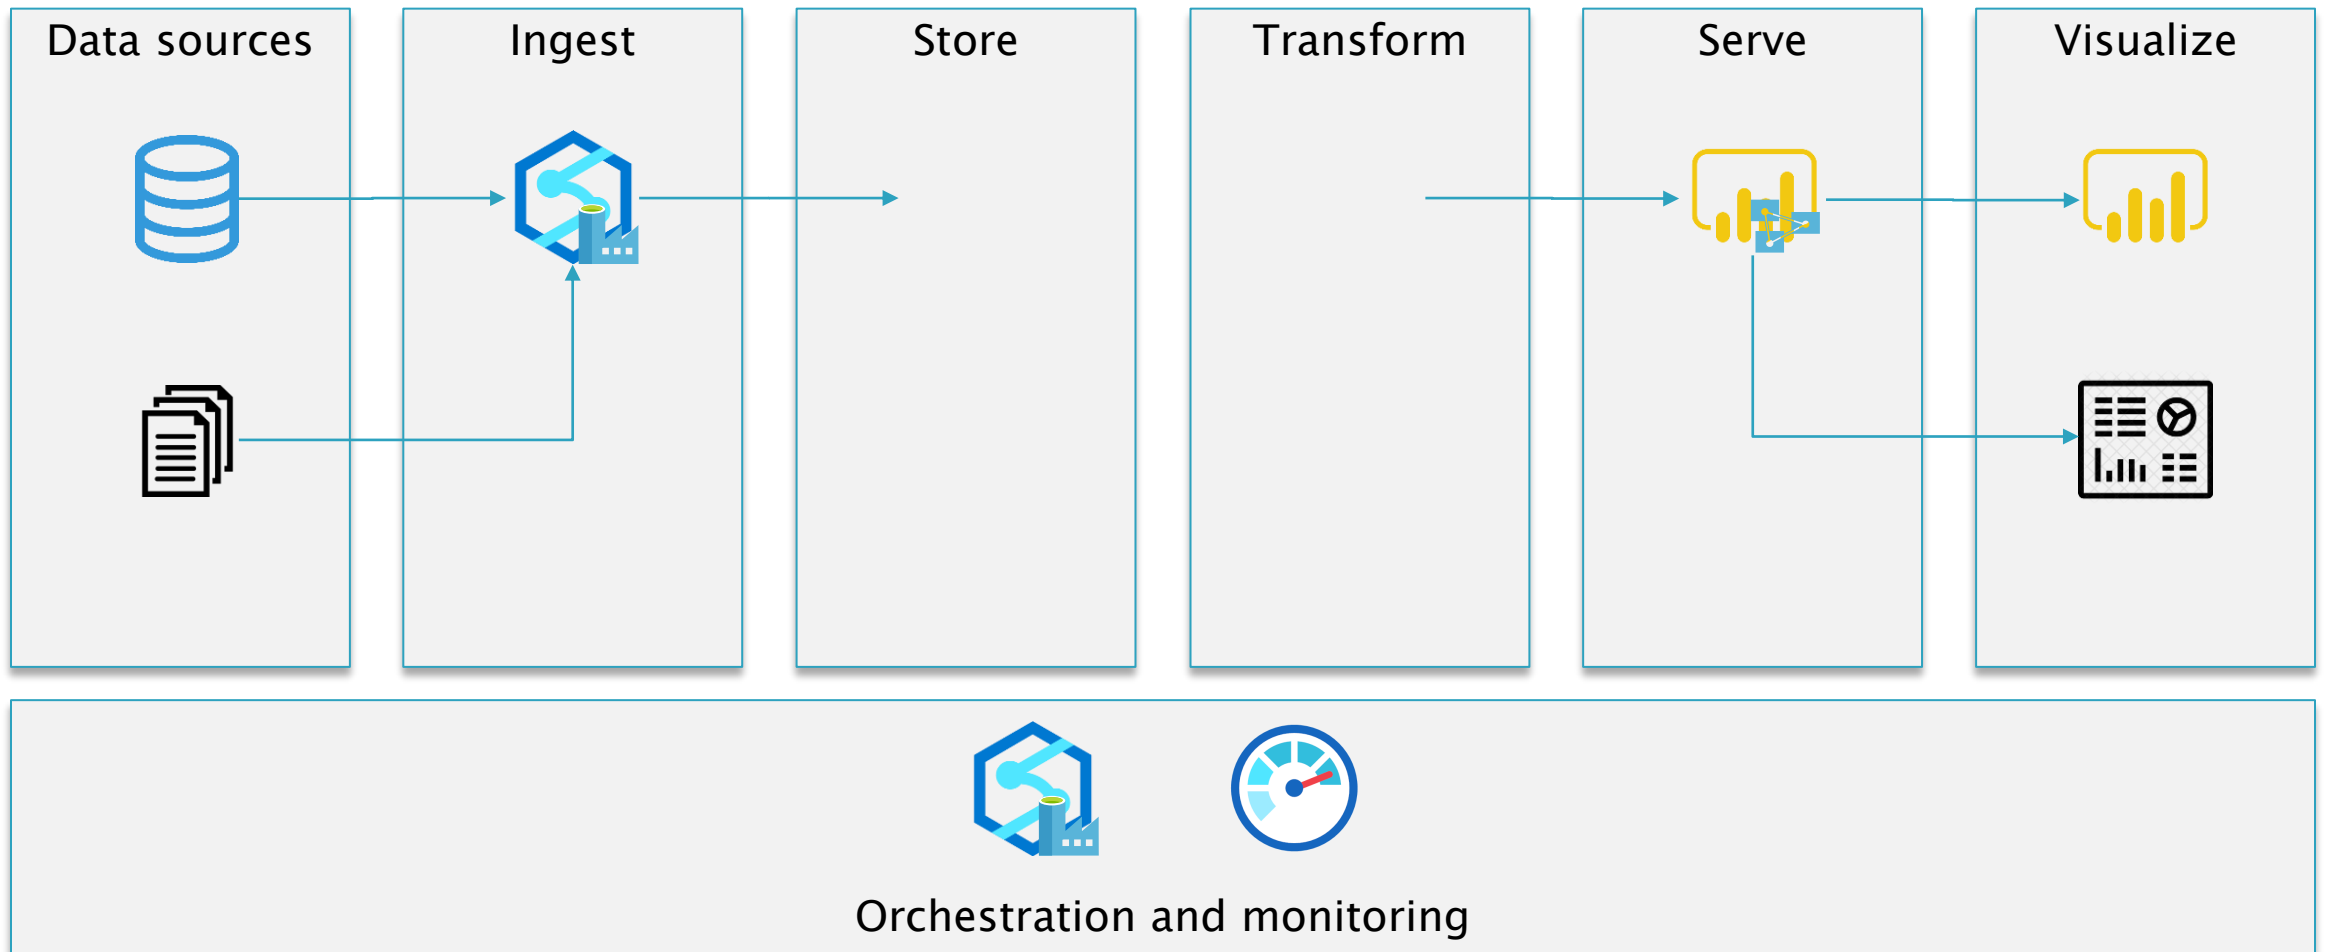 Data sources
Ingest
Store
Transform
Serve
Visualize
Orchestration and monitoring